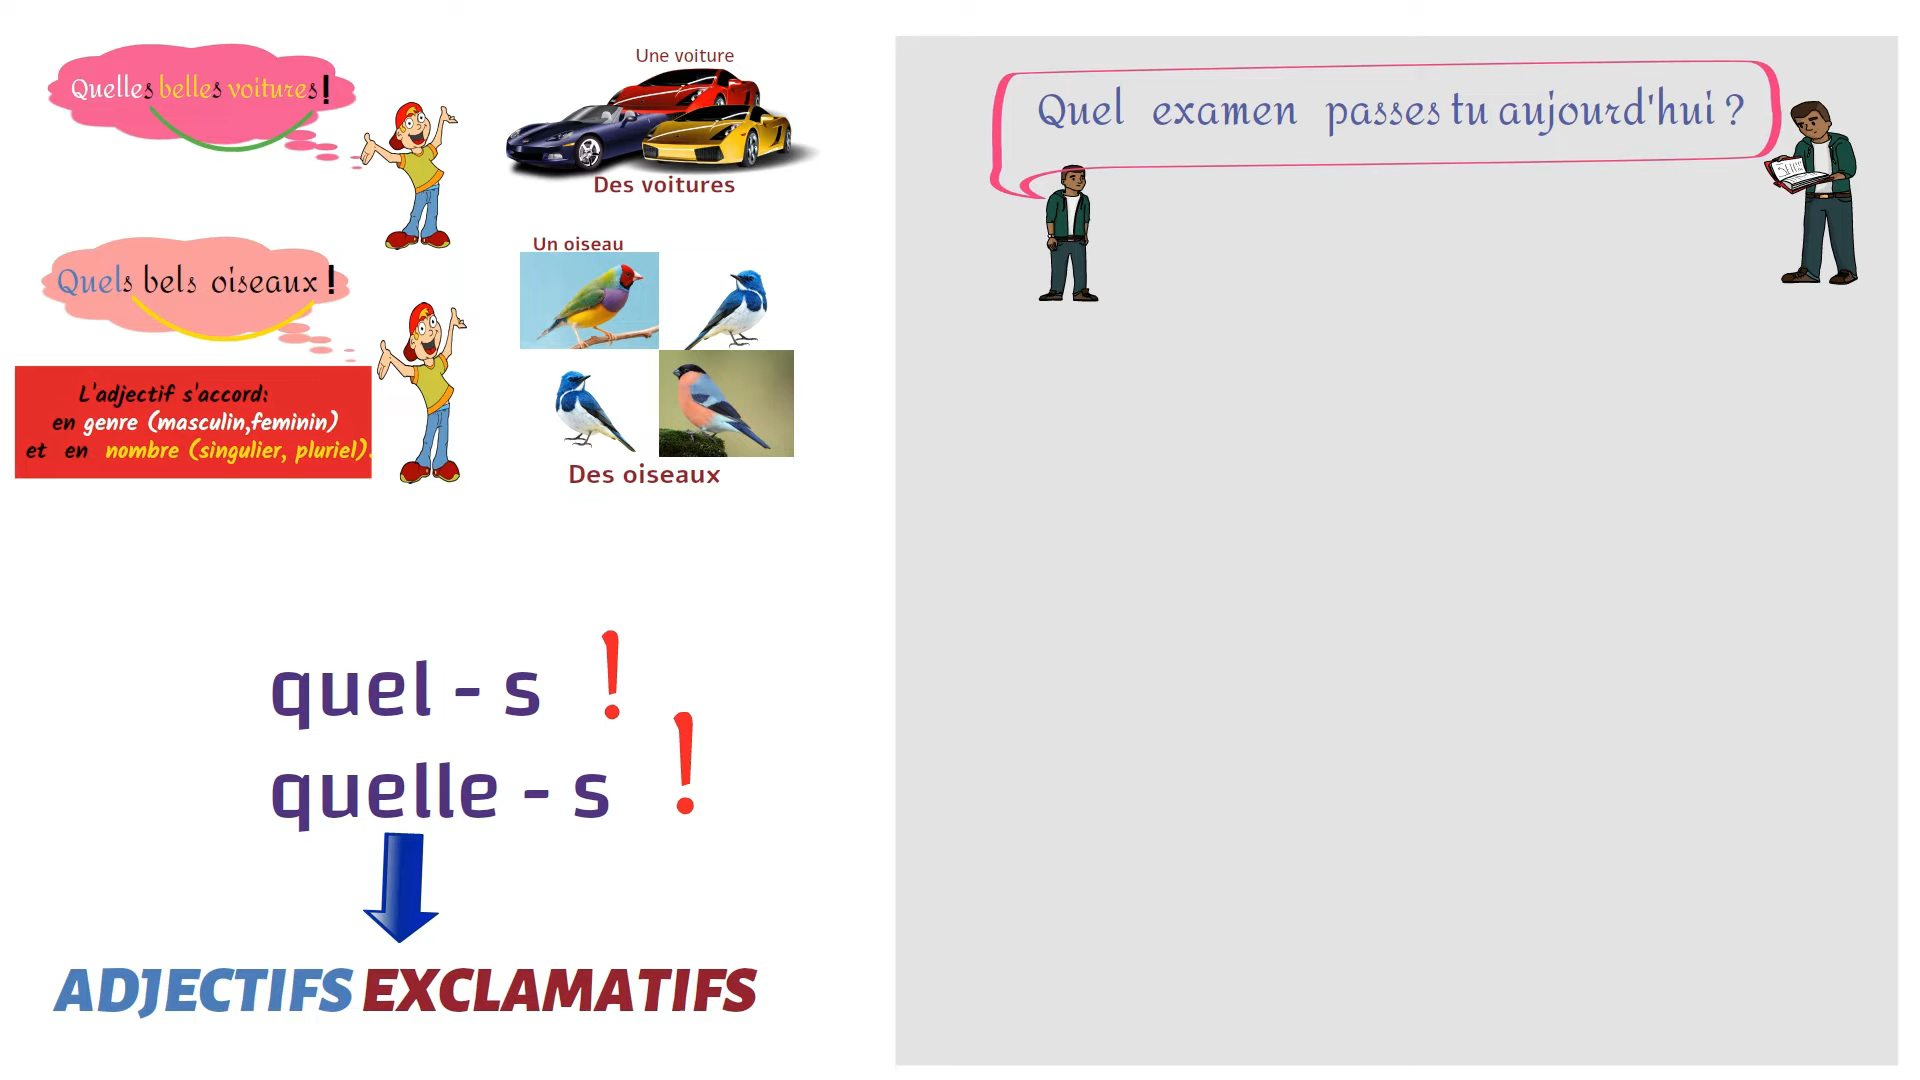 Quelles belles voitures!
Une voiture
Des voitures
Un oiseau
Quels bels oiseaux !
L'adjectif s'accord:
en genre (masculin,feminin)
et en nombre (singulier, pluriel).
Des oiseaux
quel - s !
quelle - s !
ADJECTIFS EXCLAMATIFS
Quel examen passes tu aujourd'hui ?